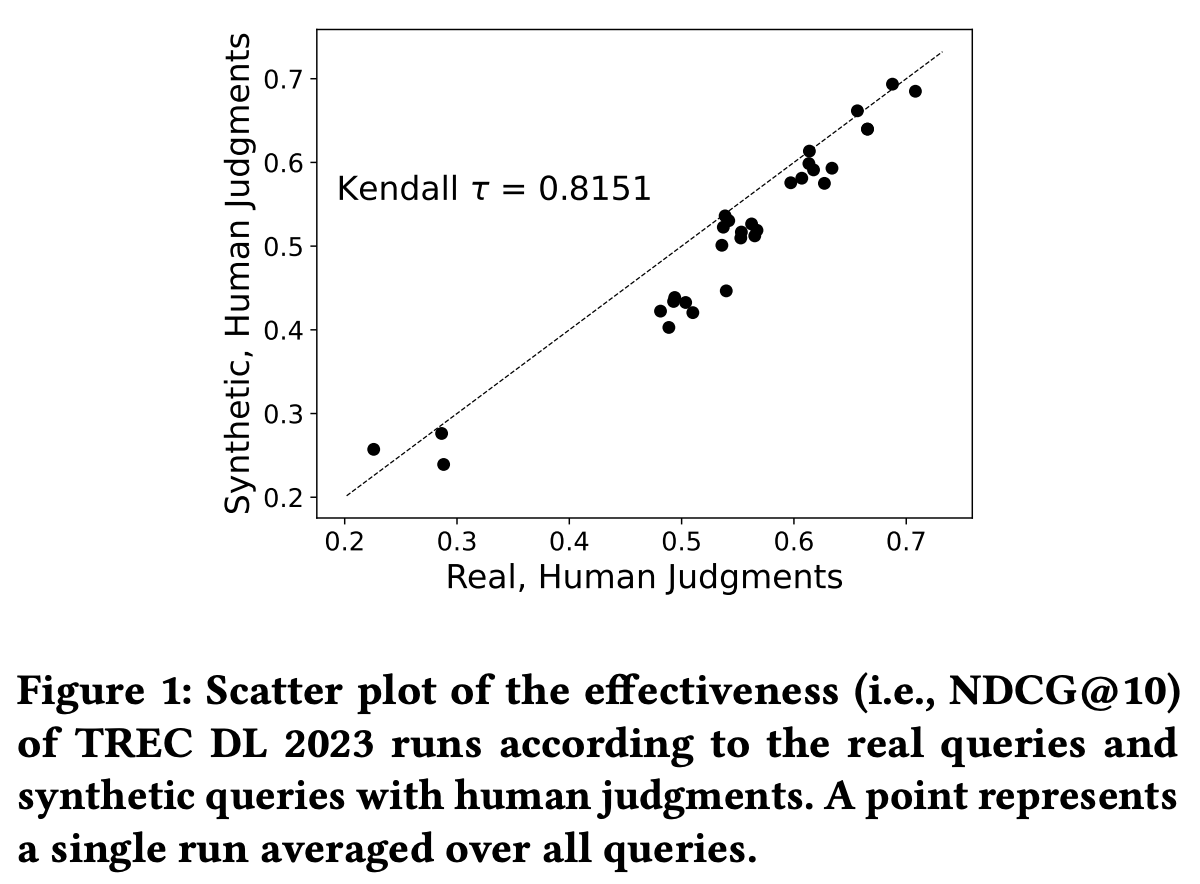 Synthetic, Human Judgments
0.7
0.6
0.5
0.4
0.3
0.2
Kendall τ = 0.8151
0.2 0.3 0.4 0.5 0.6 0.7
Real, Human Judgments
Figure 1: Scatter plot of the effectiveness (i.e., NDCG@10)
of TREC DL 2023 runs according to the real queries and
synthetic queries with human judgments. A point represents
a single run averaged over all queries.